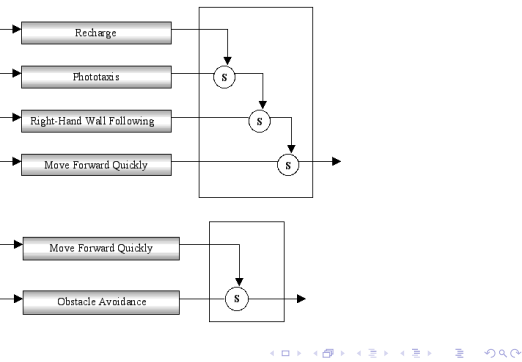 Recharge
Phototaxis
S
Right-Hand Wall Following
S
Move Forward Quickly
S
Move Forward Quickly
Obstacle Avoidance
S